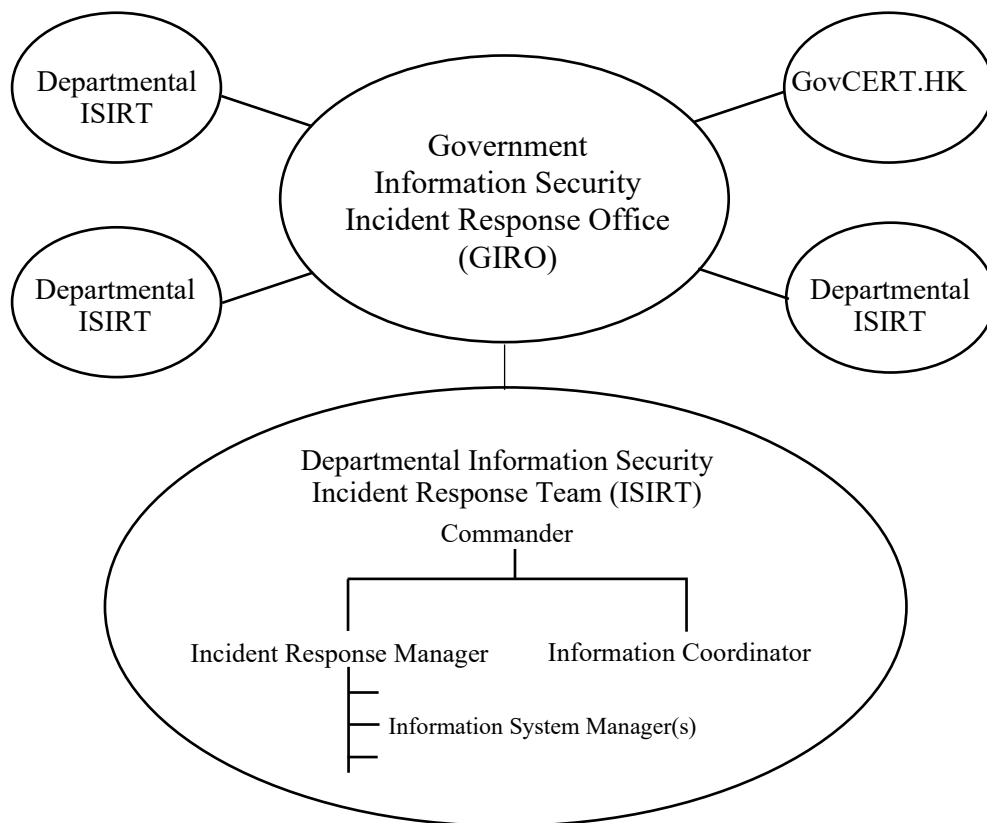 Departmental
ISIRT
GovCERT.HK
Government
Information Security
Incident Response Office
(GIRO)
Departmental
ISIRT
Departmental
ISIRT
Departmental Information Security
Incident Response Team (ISIRT)
Commander
Incident Response Manager
Information Coordinator
Information System Manager(s)